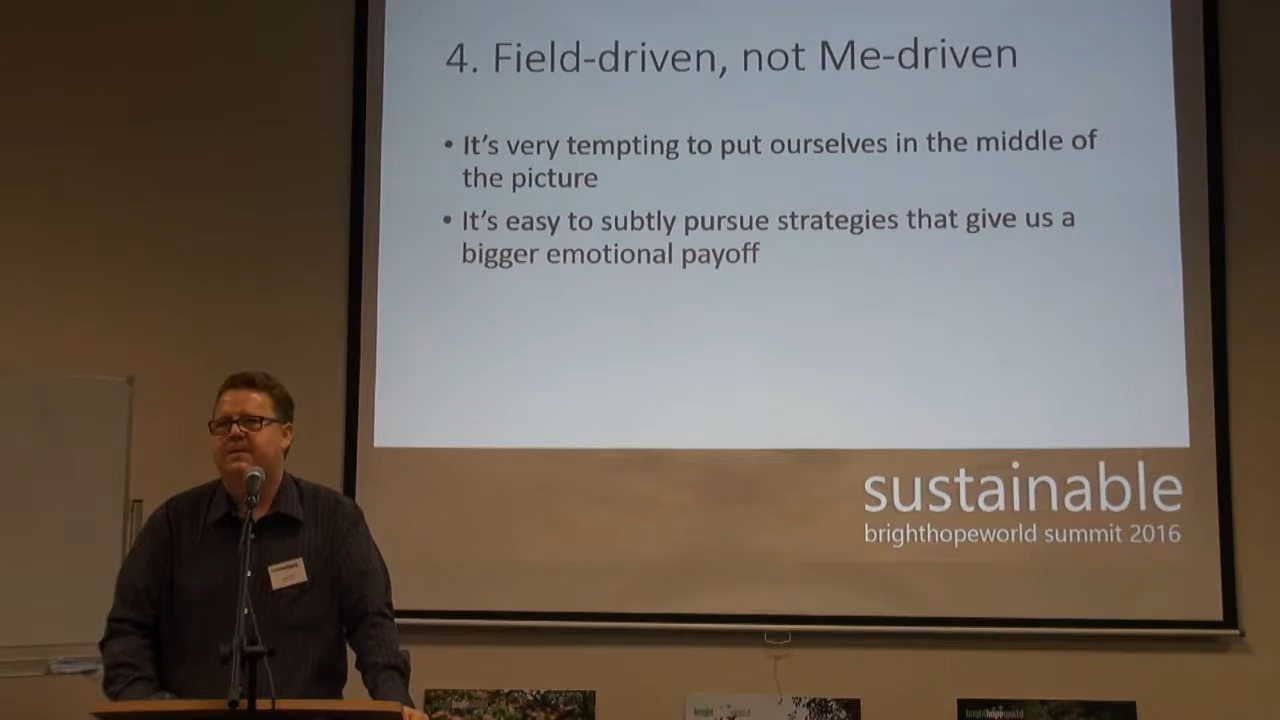 4. Field-driven, not Me-driven
• It's very tempting to put ourselves in the middle of
the picture
• It's easy to subtly pursue strategies that give us a
bigger emotional payoff
sustainable
brighthopeworld summit 2016